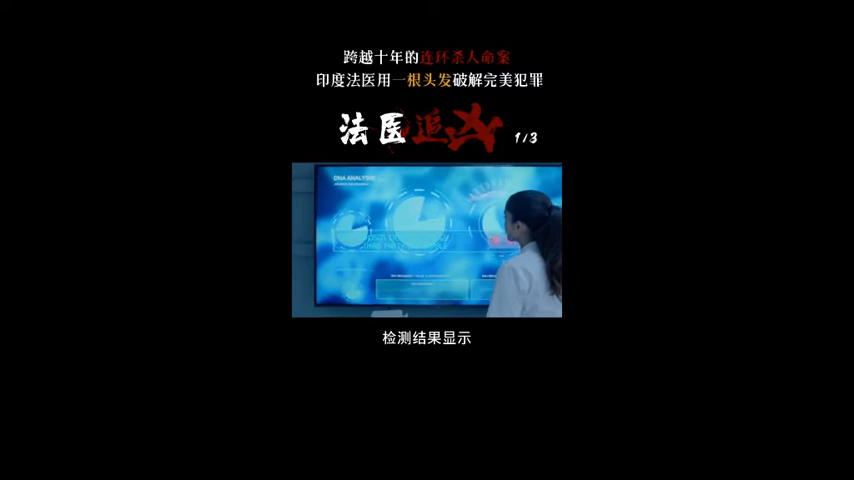 跨越十年的连环杀人命案
印度法医用一根头发破解完美犯罪
法医追凶 1/3
DNA ANALYSIS
检测结果显示